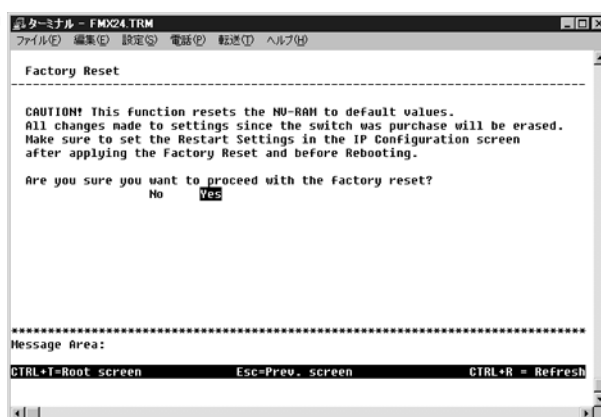 ターミナル - FMX24.TRM
ファイル(F) 編集(E) 設定(S) 電話(P) 転送(T) ヘルプ(H)
Factory Reset
CAUTION! This function resets the NV-RAM to default values.
All changes made to settings since the switch was purchase will be erased.
Make sure to set the Restart Settings in the IP Configuration screen
after applying the Factory Reset and before Rebooting.
Are you sure you want to proceed with the factory reset?
No Yes
Message Area:
CTRL+T=Root screen Esc=Prev. screen CTRL+R = Refresh